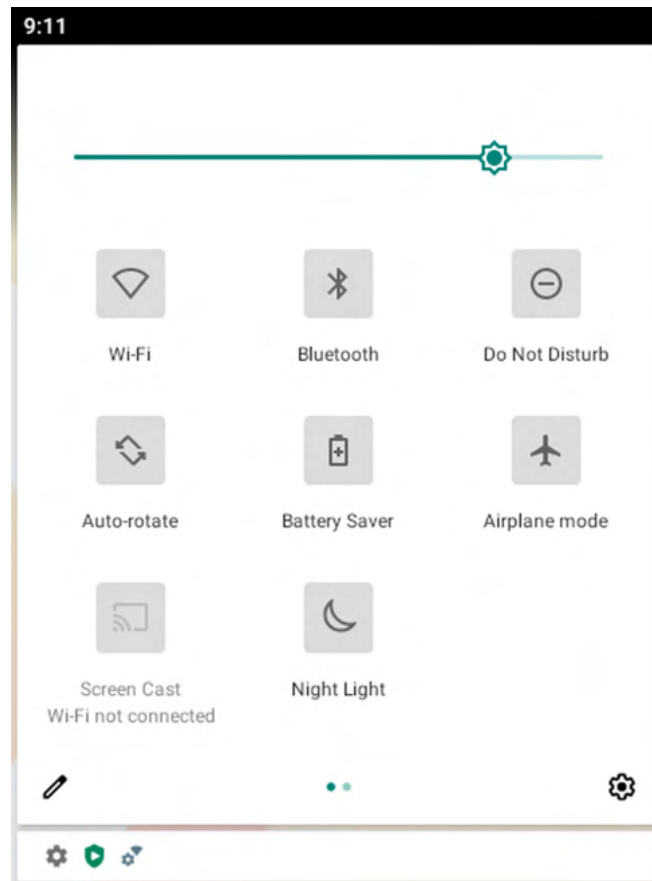 9:11
Wi-Fi
Bluetooth
Do Not Disturb
Auto-rotate
Battery Saver
Airplane mode
Screen Cast
Wi-Fi not connected
Night Light